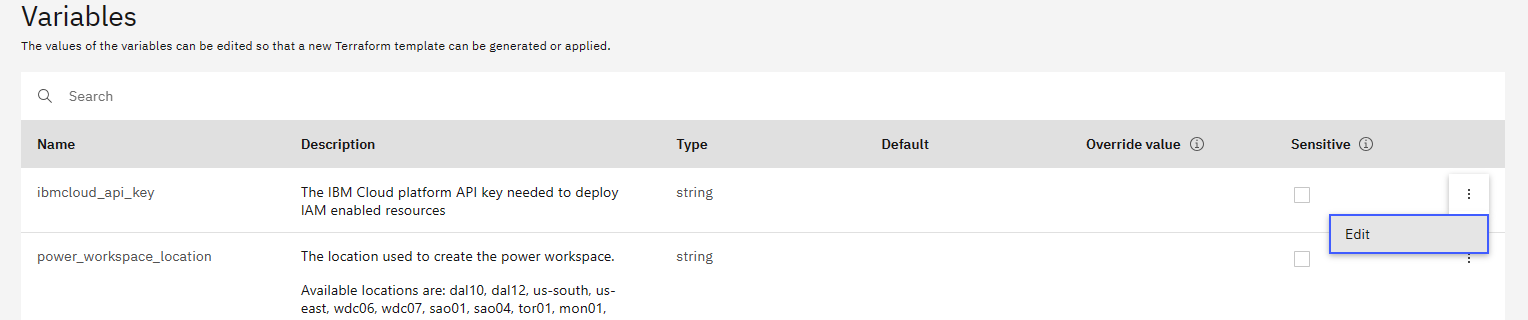 Variables
The values of the variables can be edited so that a new Terraform template can be generated or applied.
Search
Name Description Type Default Override value Sensitive
ibmcloud_api_key The IBM Cloud platform API key needed to deploy string
IAM enabled resources
Edit
power_workspace_location The location used to create the power workspace. string
Available locations are: dal10, dal12, us-south, us-
east, wdc06, wdc07, sao01, sao04, tor01, mon01,